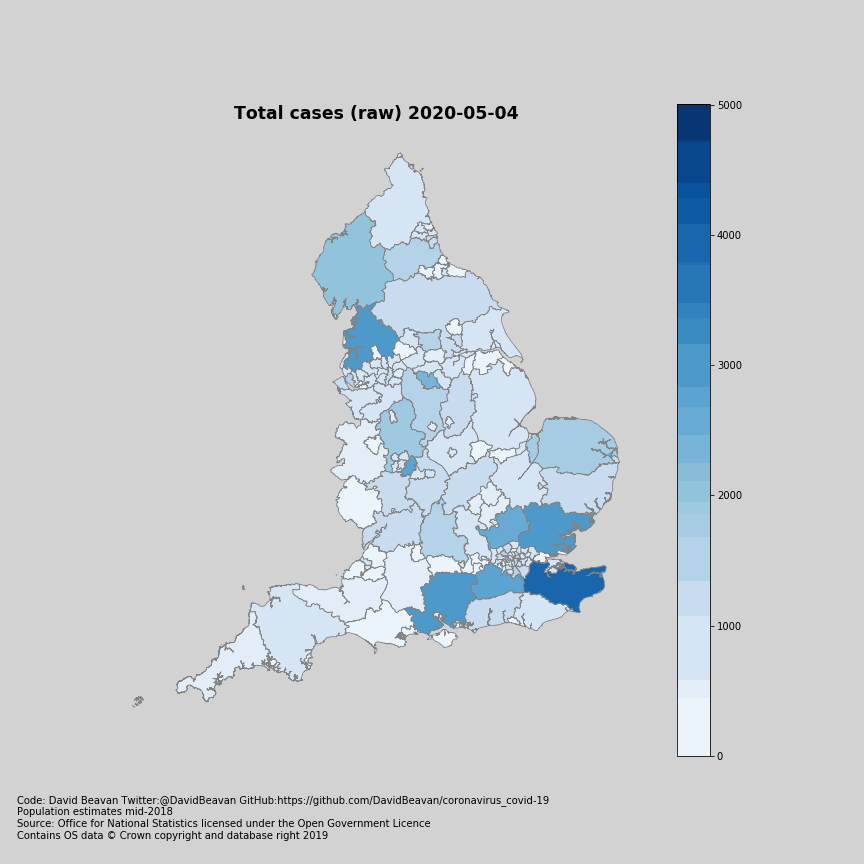 Total cases (raw) 2020-05-04
5000
4000
3000
2000
1000
0
Code: David Beavan Twitter:@DavidBeavan GitHub:https://github.com/DavidBeavan/coronavirus_covid-19
Population estimates mid-2018
Source: Office for National Statistics licensed under the Open Government Licence
Contains OS data © Crown copyright and database right 2019